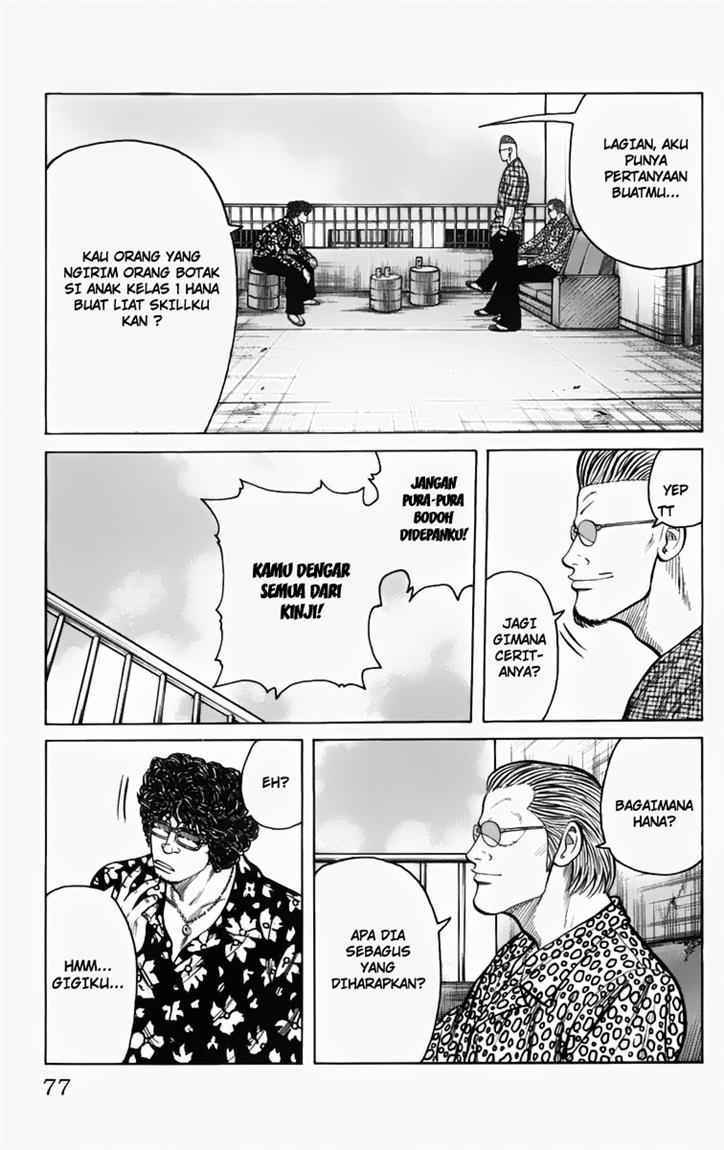 LAGIAN, AKU
PUNYA
PERTANYAAN
BUATMU...
KAU ORANG YANG
NGIRIM ORANG BOTAK
SI ANAK KELAS 1 HANA
BUAT LIAT SKILLKU
KAN ?
YEP
TT
JAGI
GIMANA
CERIT-
ANYA?
JANGAN
PURA-PURA
BODOH
DIDEPANKU!
KAMU DENGAR
SEMUA DARI
KINJI!
BAGAIMANA
HANA?
APA DIA
SEBAGUS
YANG
DIHARAPKAN?
EH?
HMM...
GIGIKU...
77